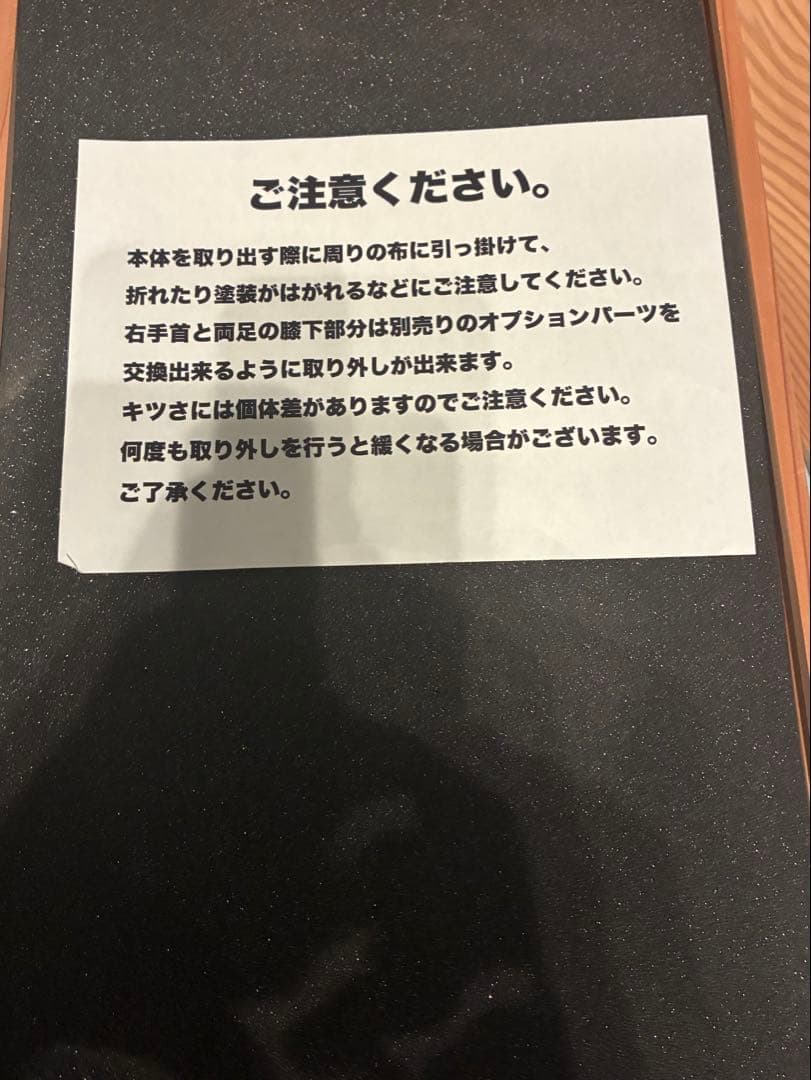 ご注意ください。
本体を取り出す際に周りの布に引っ掛けて、
折れたり塗装がはがれるなどにご注意してください。
右手首と両足の膝下部分は別売りのオプションパーツを
交換出来るように取り外しが出来ます。
キツさには個体差がありますのでご注意ください。
何度も取り外しを行うと緩くなる場合がございます。
ご了承ください。